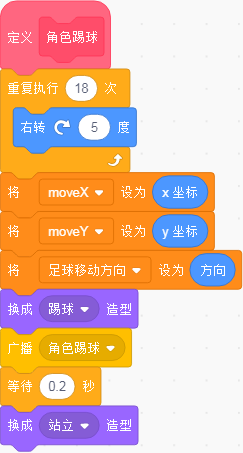 定义 角色踢球
重复执行 18 次
右转 5 度
将 moveX 设为 x 坐标
将 moveY 设为 y 坐标
将 足球移动方向 设为 方向
换成 踢球 造型
广播 角色踢球
等待 0.2 秒
换成 站立 造型